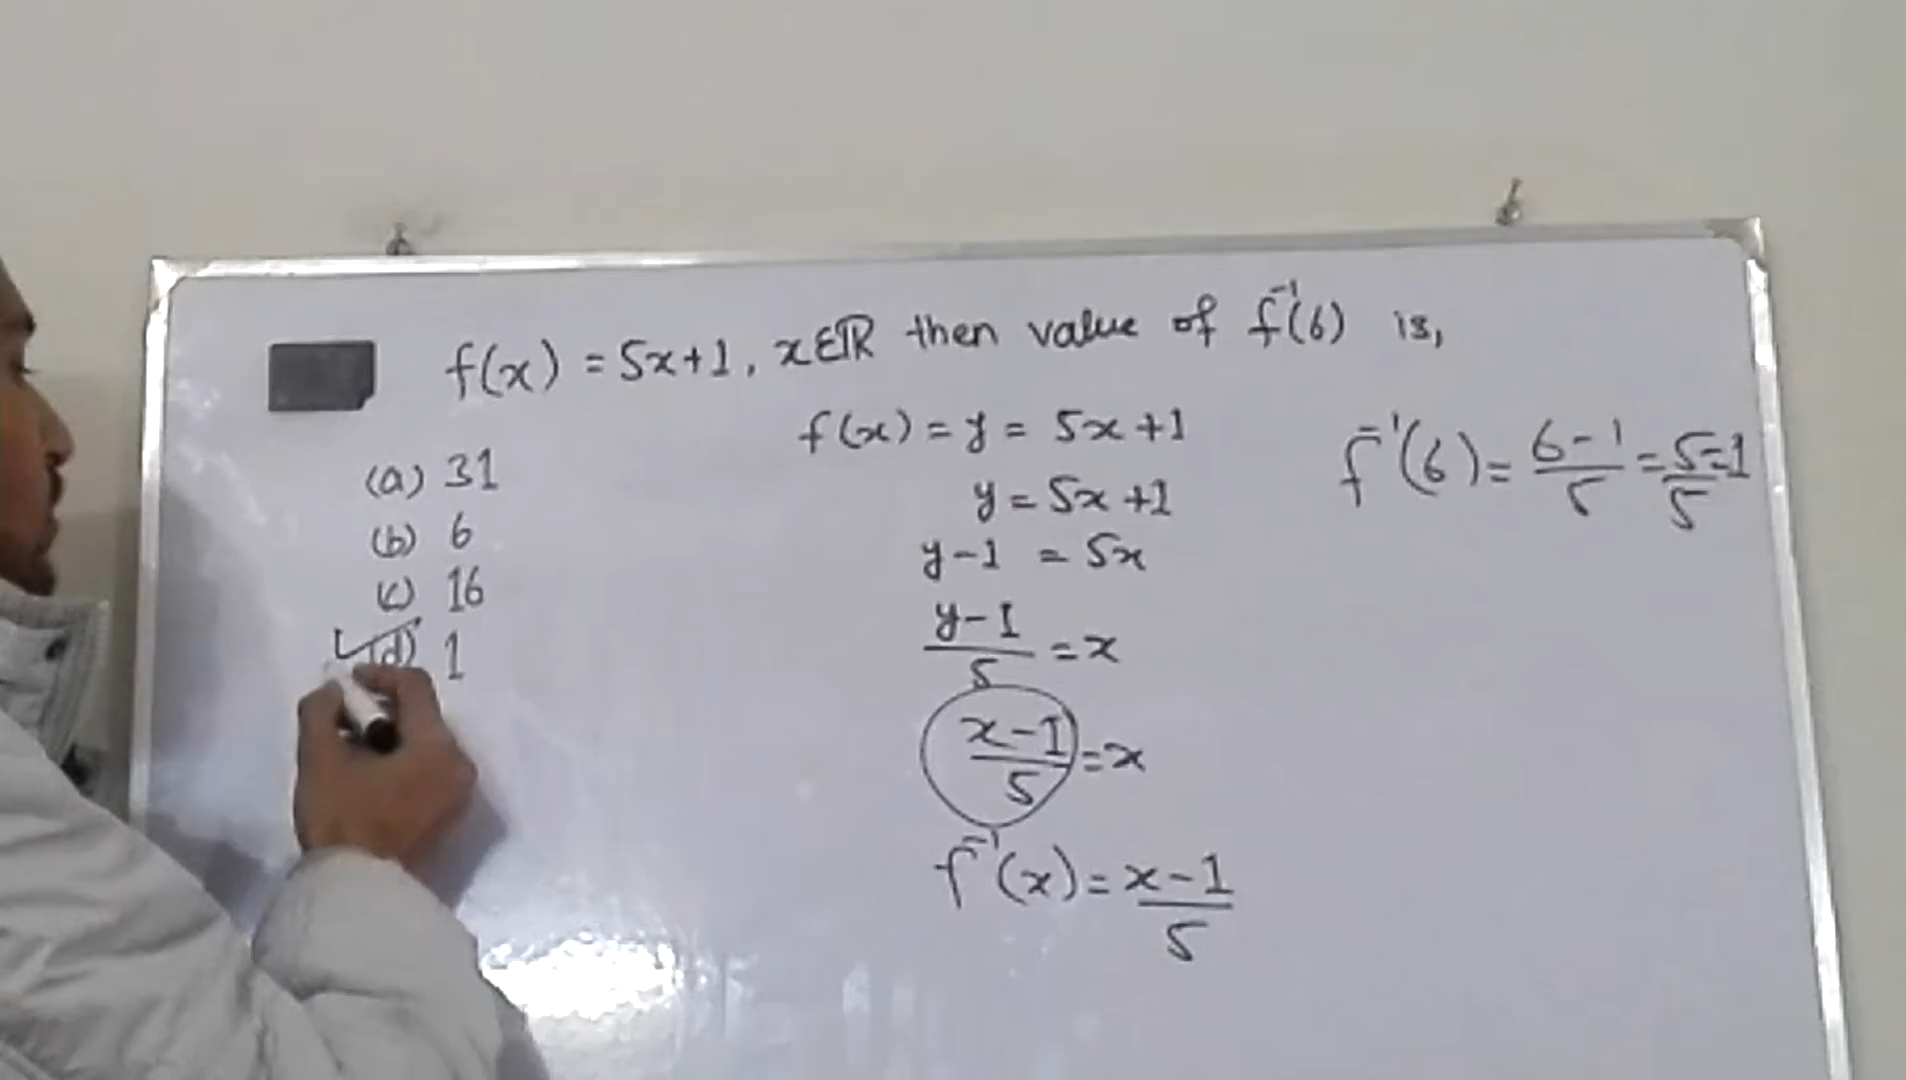 f(x) = 5x+1, x∈ℝ then value of f⁻¹(6) is,
(a) 31
(b) 6
(c) 16
(d) 1
f(x) = y = 5x+1
y = 5x+1
y-1 = 5x
y-1/5 = x
x-1/5 = x
f⁻¹(x) = x-1/5
f⁻¹(6) = 6-1/5 = 5/5 = 1